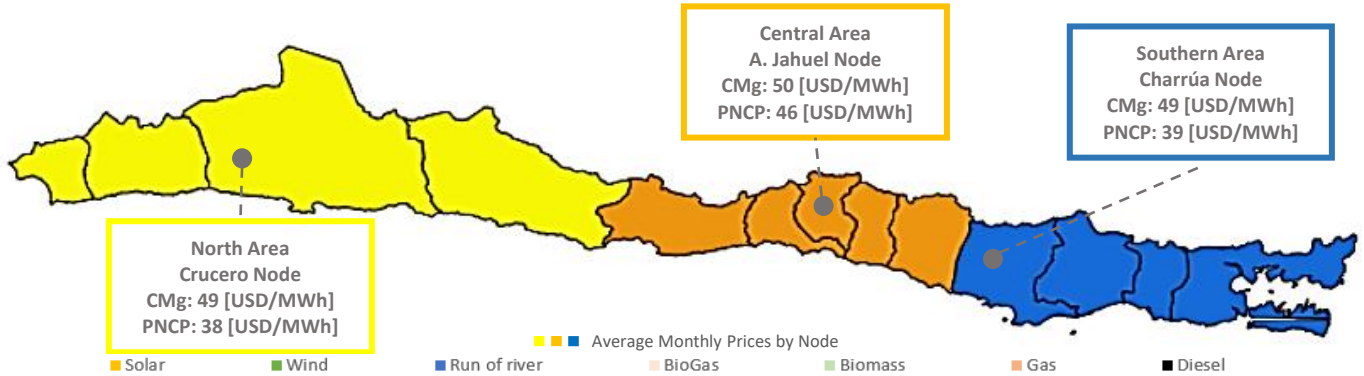 Central Area
A. Jahuel Node
CMg: 50 [USD/MWh]
PNCP: 46 [USD/MWh]
Southern Area
Charrúa Node
CMg: 49 [USD/MWh]
PNCP: 39 [USD/MWh]
North Area
Crucero Node
CMg: 49 [USD/MWh]
PNCP: 38 [USD/MWh]
Average Monthly Prices by Node
Solar Wind Run of river BioGas Biomass Gas Diesel